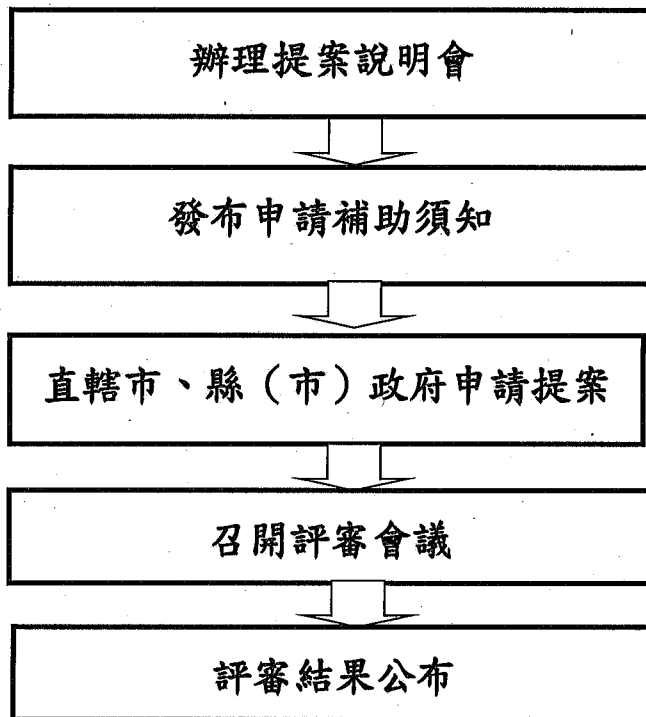 辦理提案說明會
發布申請補助須知
直轄市、縣（市）政府申請提案
召開評審會議
評審結果公布